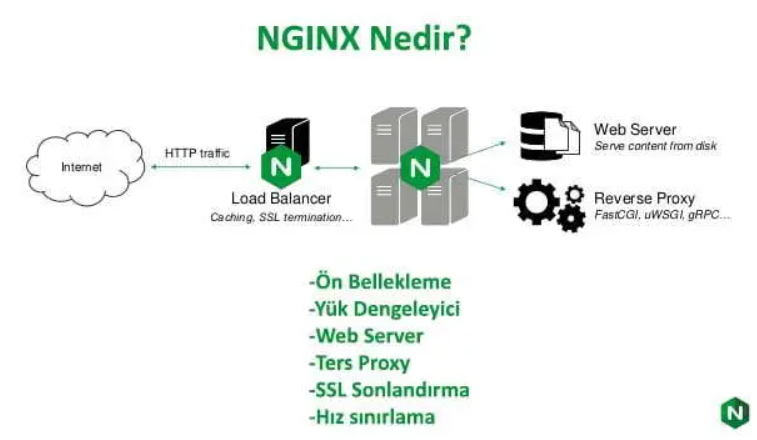 NGINX Nedir?
Internet
HTTP traffic
N
Load Balancer
Caching, SSL termination...
N
Web Server
Serve content from disk
Reverse Proxy
FastCGI, uWSGI, gRPC...
-Ön Bellekleme
-Yük Dengeleyici
-Web Server
-Ters Proxy
-SSL Sonlandırma
-Hız sınırlama
N